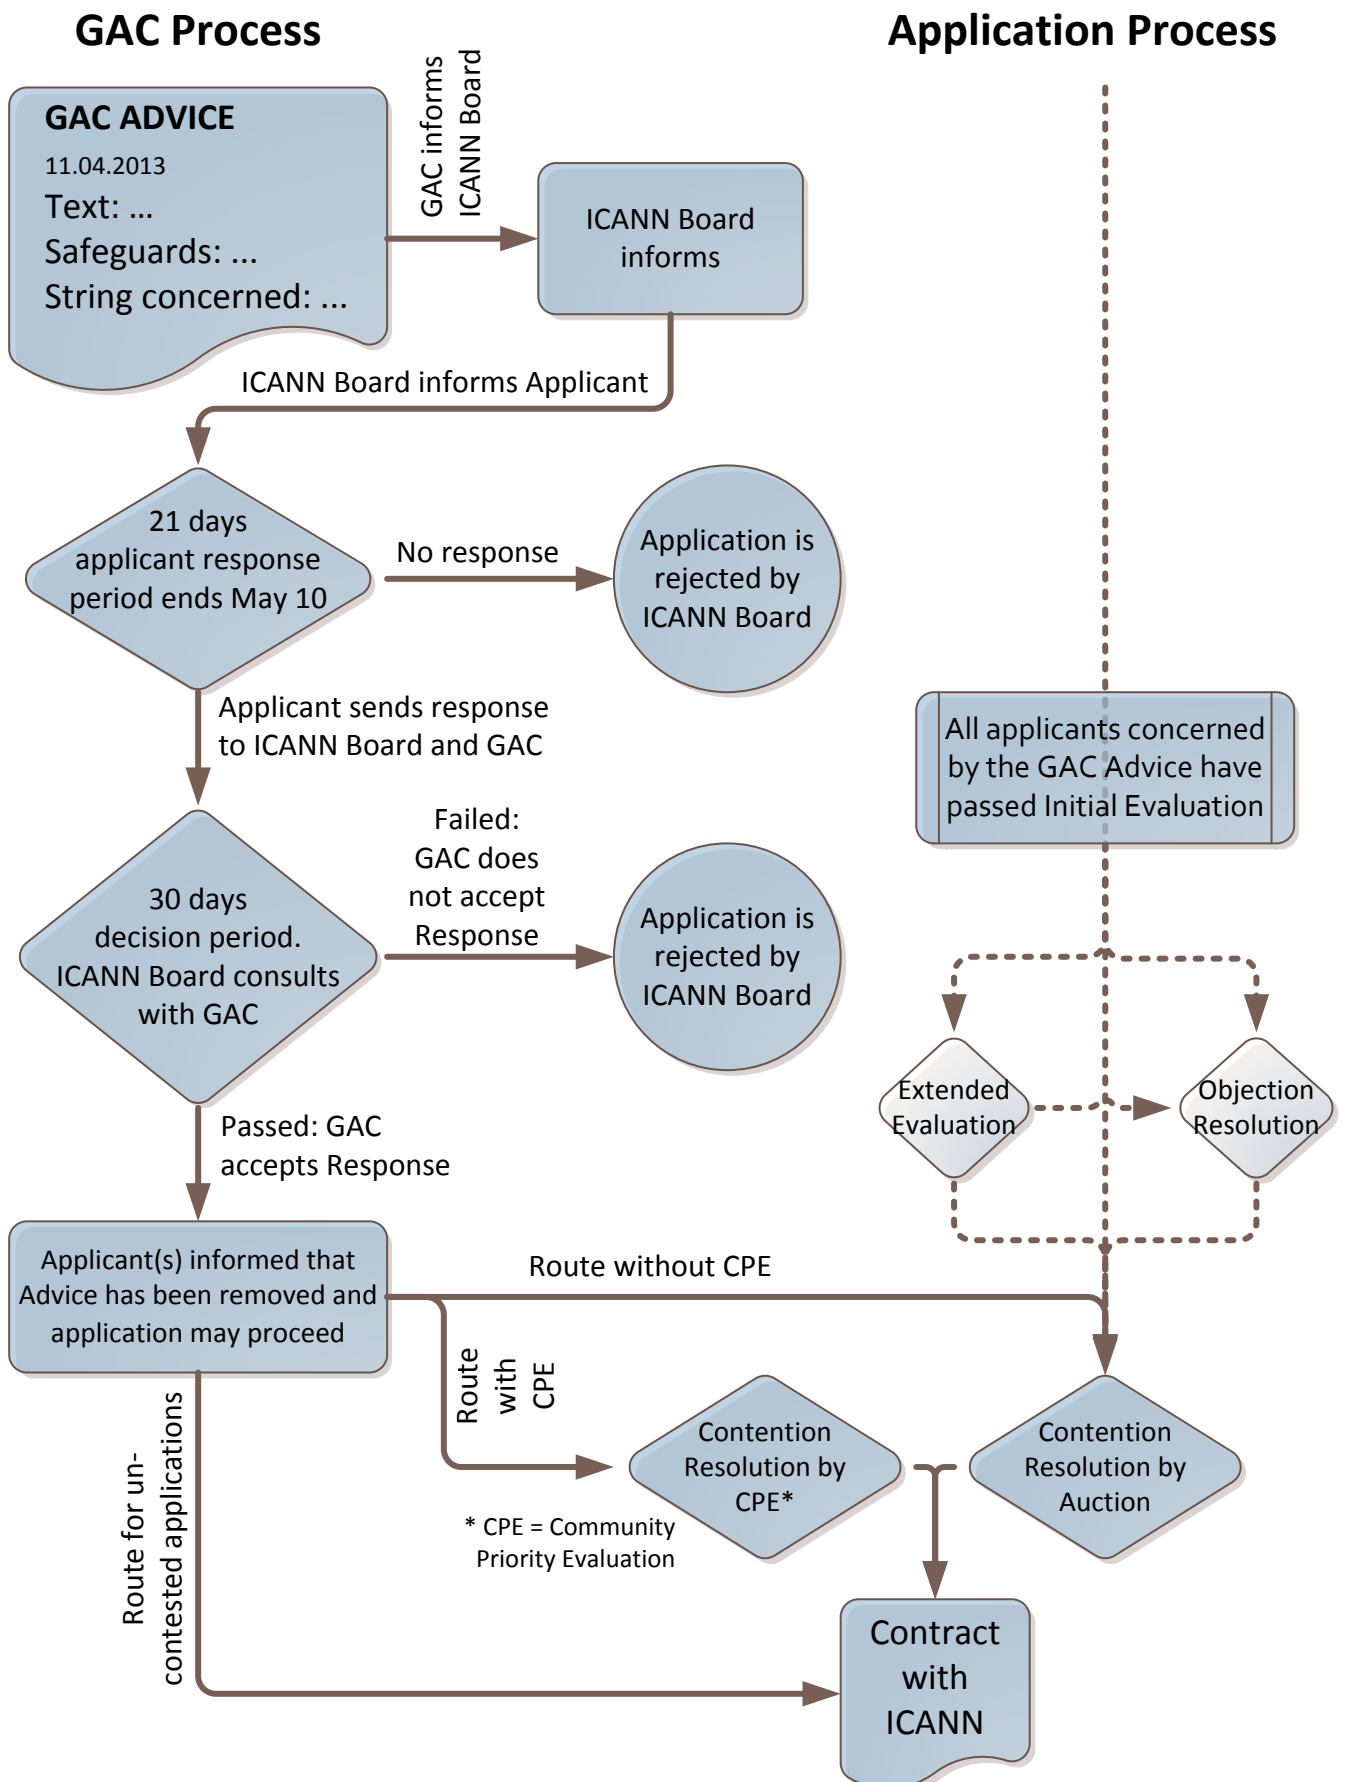 GAC Process
Application Process
GAC ADVICE
11.04.2013
Text: ...
Safeguards: ...
String concerned: ...
GAC informs
ICANN Board
ICANN Board
informs
ICANN Board informs Applicant
21 days
applicant response
period ends May 10
No response
Application is
rejected by
ICANN Board
Applicant sends response
to ICANN Board and GAC
All applicants concerned
by the GAC Advice have
passed Initial Evaluation
30 days
decision period.
ICANN Board consults
with GAC
Failed:
GAC does
not accept
Response
Application is
rejected by
ICANN Board
Extended
Evaluation
Objection
Resolution
Passed: GAC
accepts Response
Applicant(s) informed that
Advice has been removed and
application may proceed
Route without CPE
Route
with
CPE
Route for un-
contested applications
Contention
Resolution by
CPE*
Contention
Resolution by
Auction
* CPE = Community
Priority Evaluation
Contract
with
ICANN